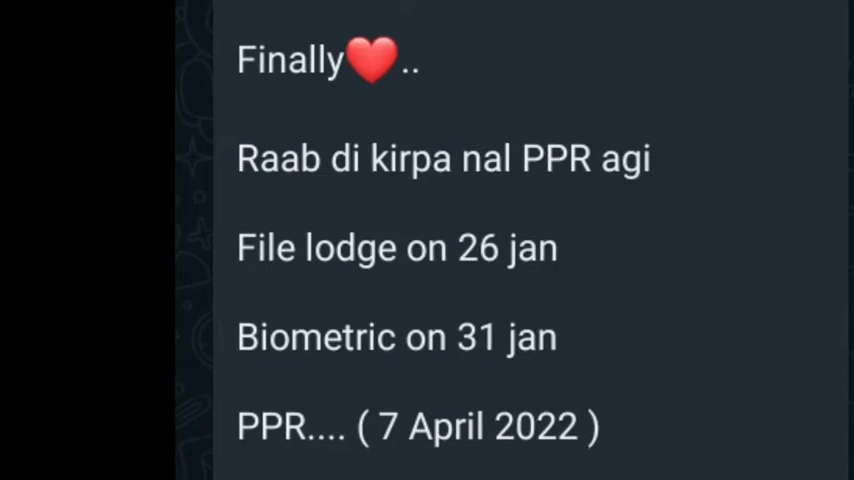 Finally❤️..
Raab di kirpa nal PPR agi
File lodge on 26 jan
Biometric on 31 jan
PPR.... ( 7 April 2022 )